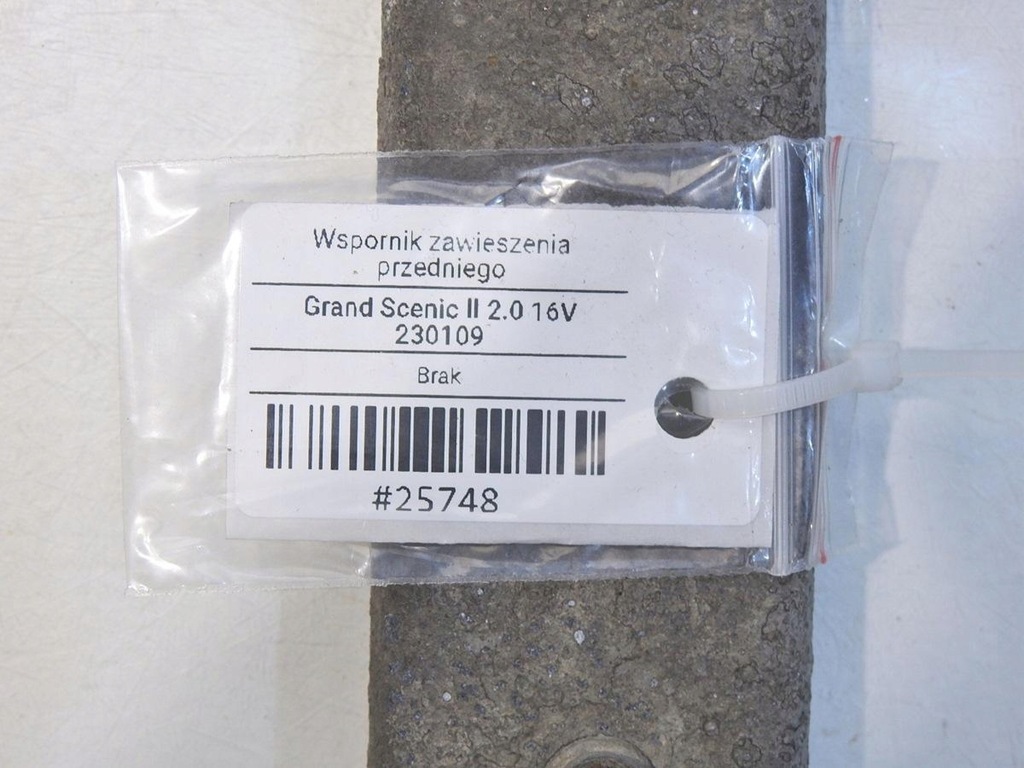 Wspornik zawieszenia
przedniego
Grand Scenic II 2.0 16V
230109
Brak
#25748